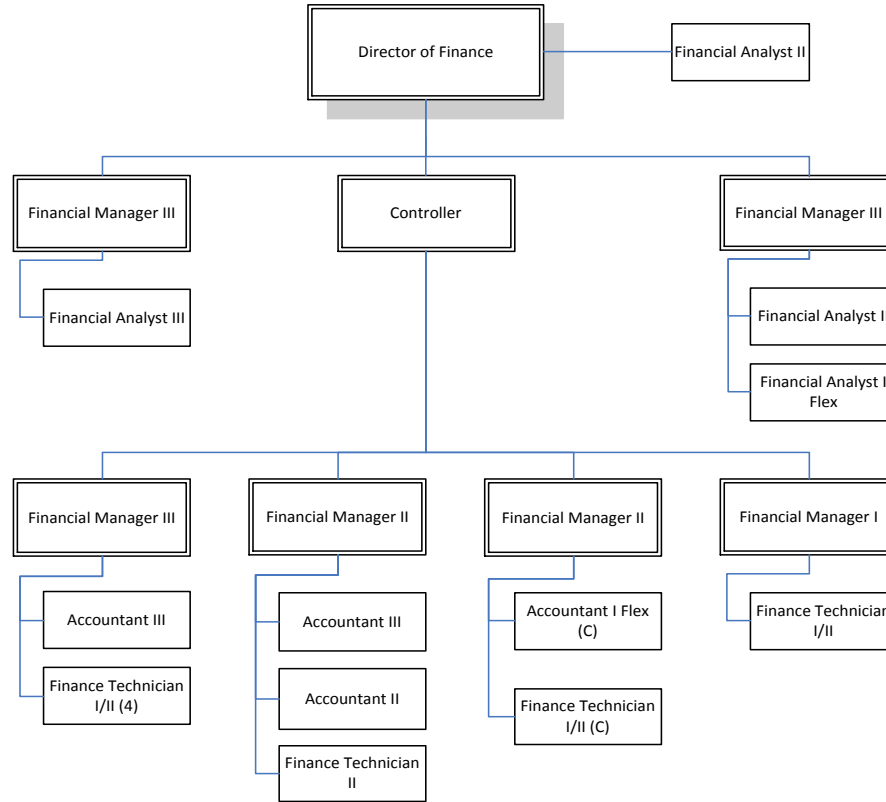 Director of Finance
Financial Analyst II
Financial Manager III
Controller
Financial Manager III
Financial Analyst III
Financial Analyst II
Financial Analyst I
Flex
Financial Manager III
Financial Manager II
Financial Manager II
Financial Manager I
Accountant III
Finance Technician
I/II (4)
Accountant III
Accountant II
Finance Technician
II
Accountant I Flex
(C)
Finance Technician
I/II (C)
Finance Technician
I/II